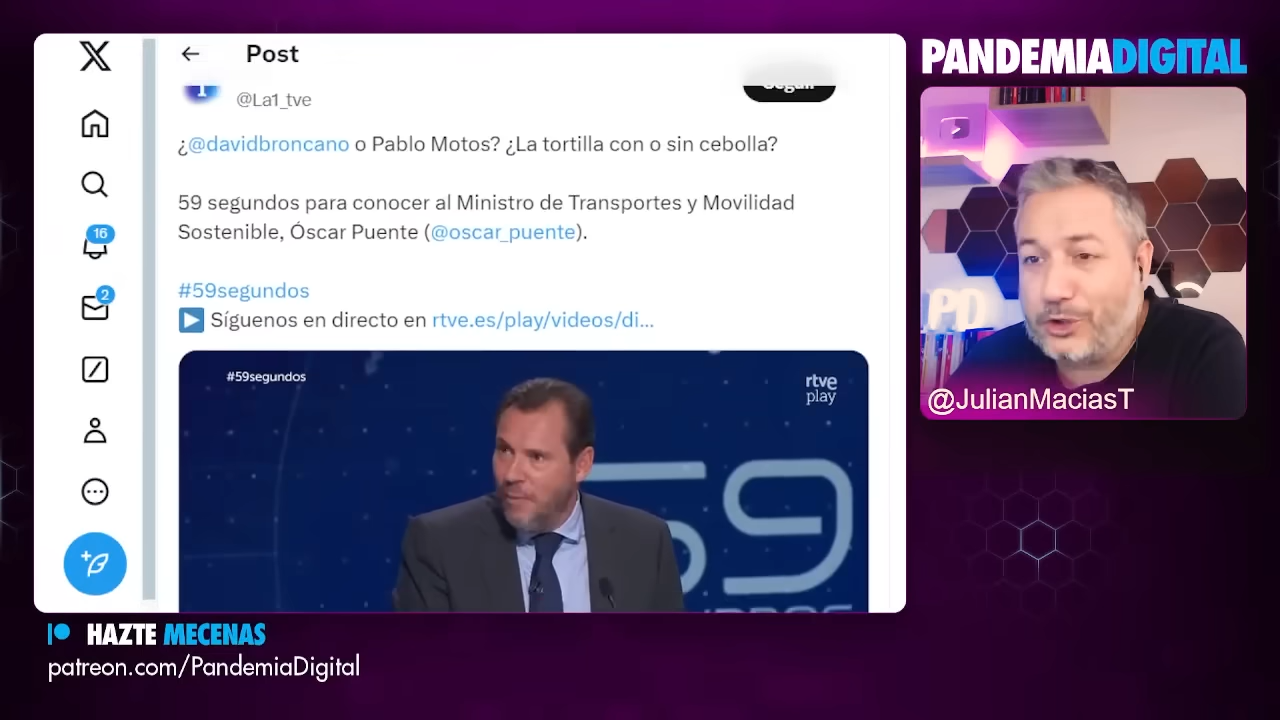 Post
@La1_tve
¿@davidbroncano o Pablo Motos? ¿La tortilla con o sin cebolla?
59 segundos para conocer al Ministro de Transportes y Movilidad
Sostenible, Óscar Puente (@oscar_puente).
#59segundos
Síguenos en directo en rtve.es/play/videos/di...
#59segundos
rtve
play
59
16
2
PANDEMIADIGITAL
PD
@JulianMaciasT
HAZTE MECENAS
patreon.com/PandemiaDigital